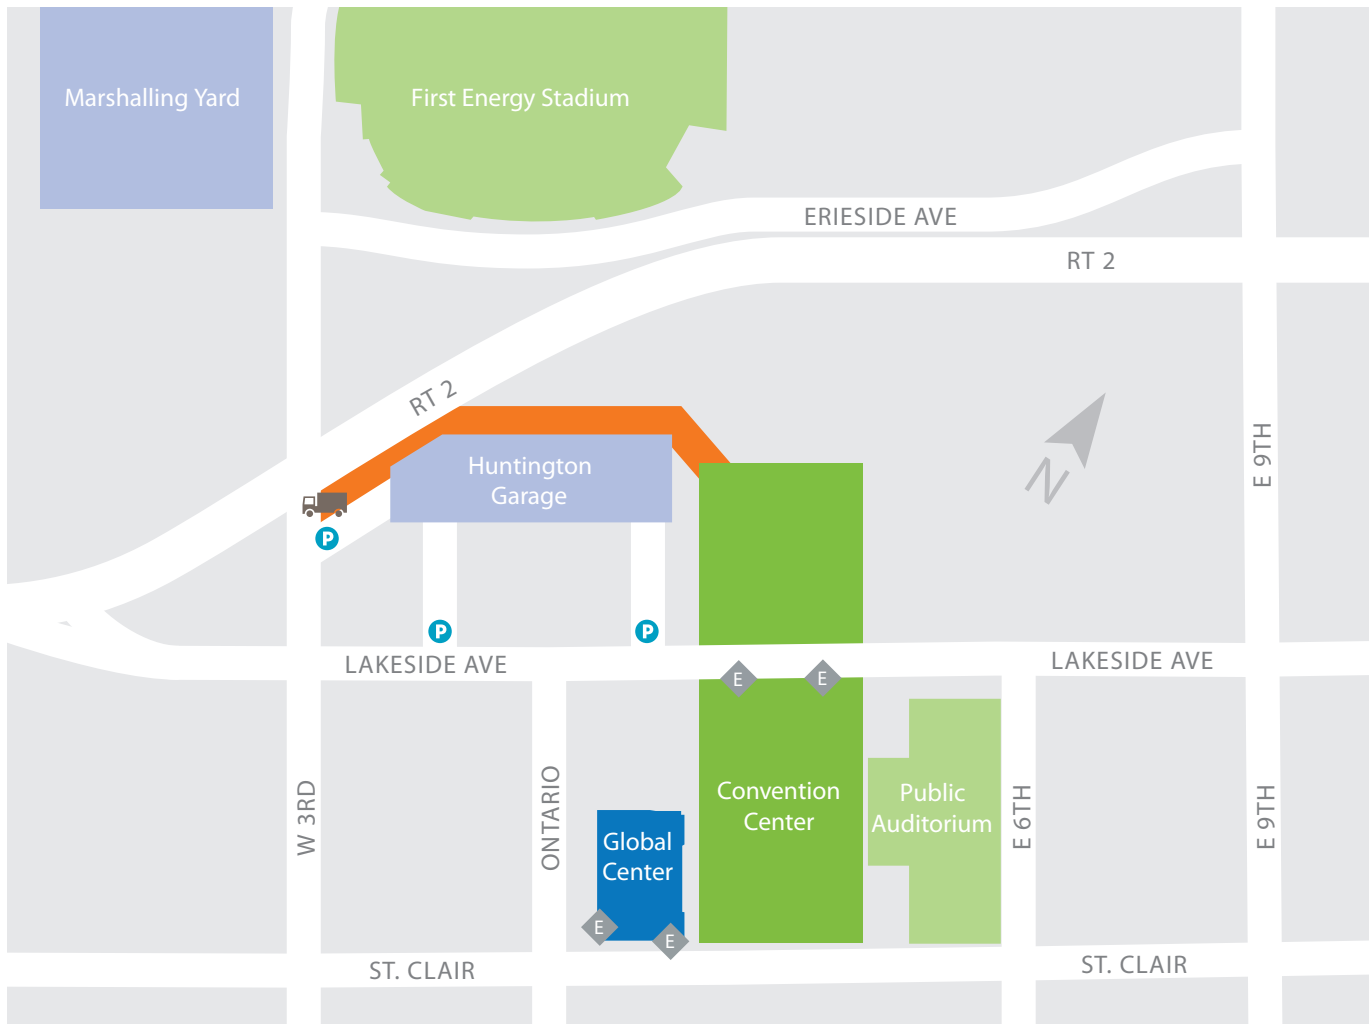 Marshalling Yard
First Energy Stadium
ERIESIDE AVE
RT 2
RT 2
E 9TH
N
Huntington
Garage
P
P
P
LAKESIDE AVE
LAKESIDE AVE
E
E
W 3RD
ONTARIO
Global
Center
Convention
Center
Public
Auditorium
E 6TH
E 9TH
E
E
ST. CLAIR
ST. CLAIR